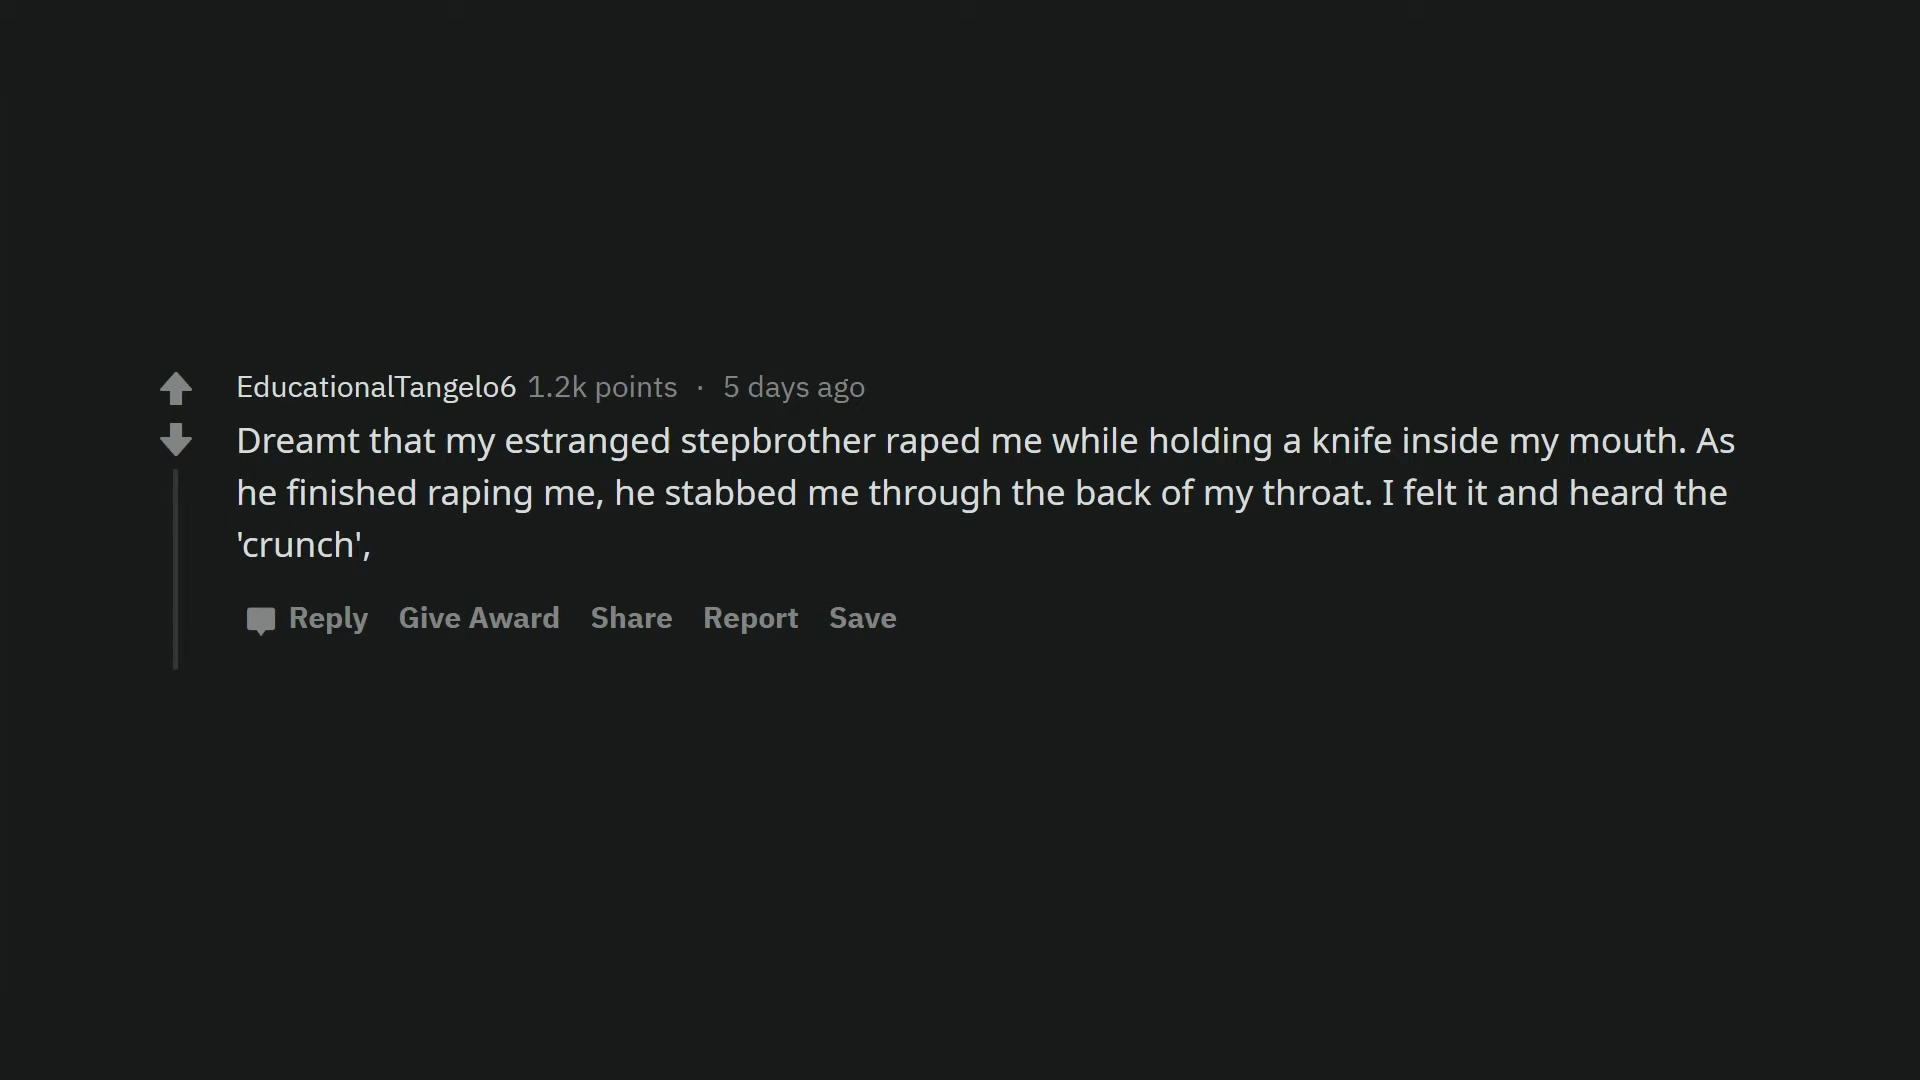 EducationalTangelo6 1.2k points · 5 days ago
Dreamt that my estranged stepbrother raped me while holding a knife inside my mouth. As
he finished raping me, he stabbed me through the back of my throat. I felt it and heard the
'crunch',
Reply Give Award Share Report Save